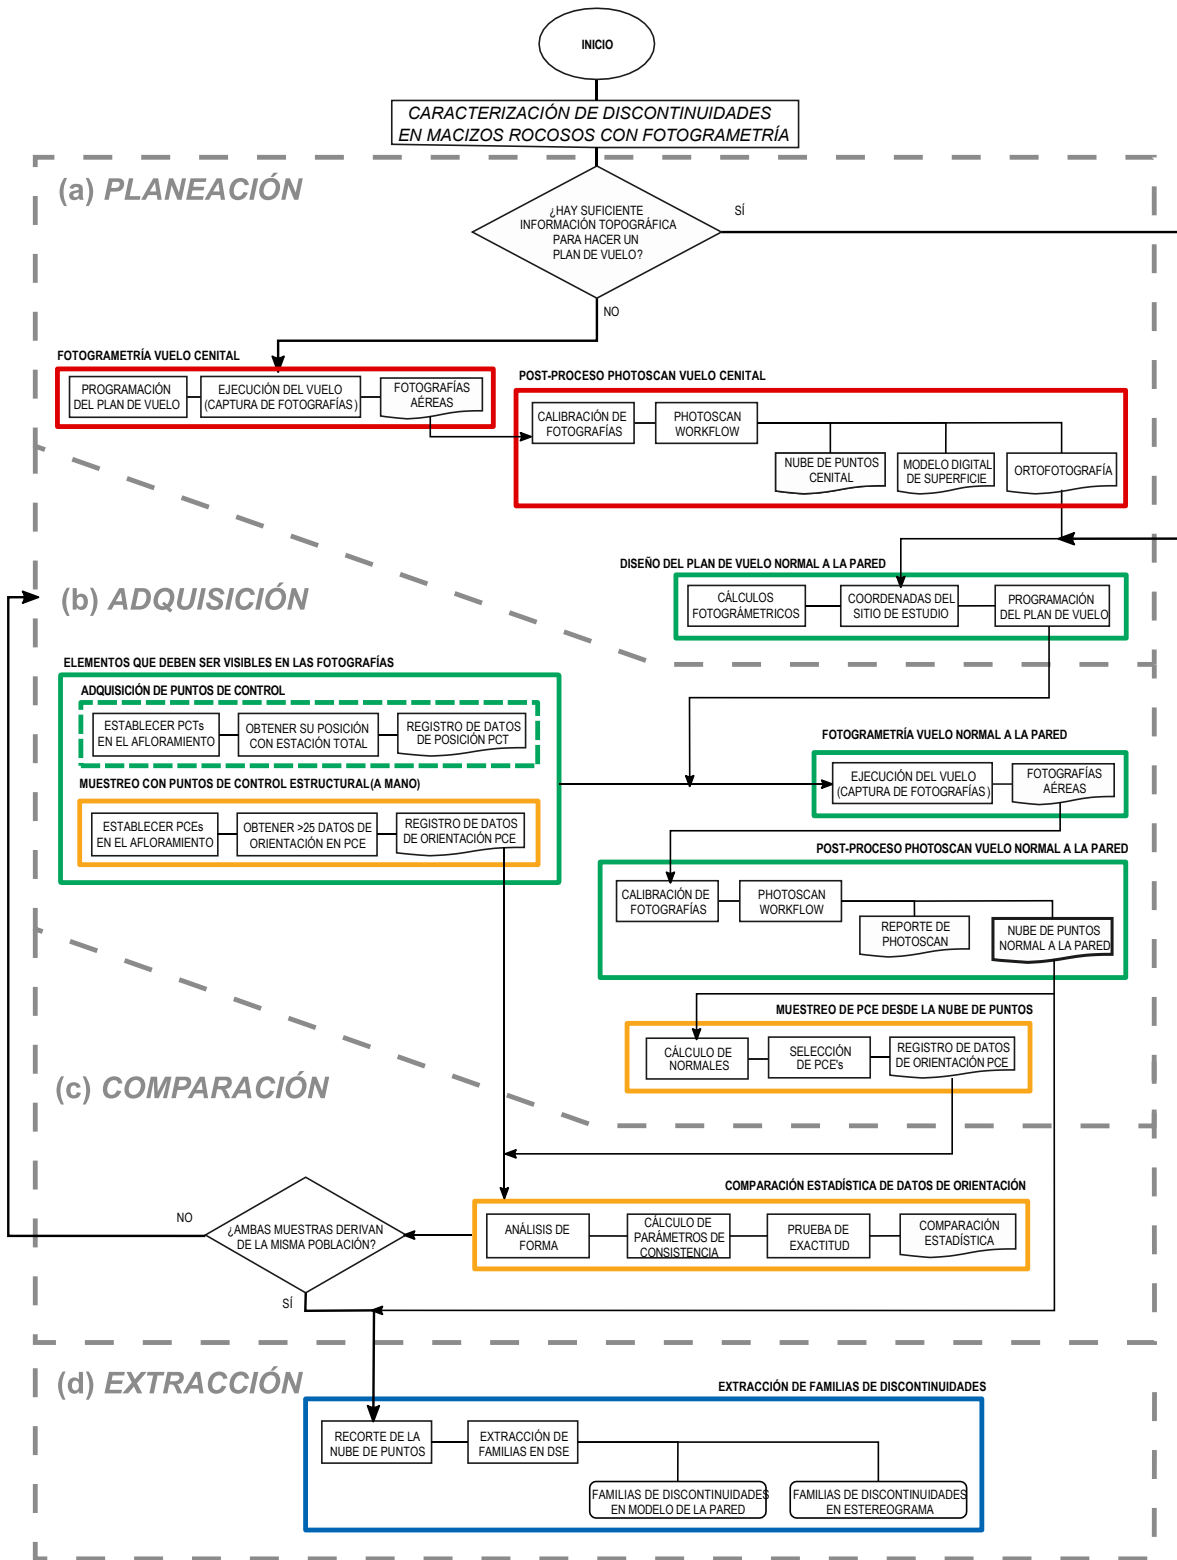 INICIO
CARACTERIZACIÓN DE DISCONTINUIDADES
EN MACIZOS ROCOSOS CON FOTOGRAMETRÍA
(a) PLANEACIÓN
¿HAY SUFICIENTE
INFORMACIÓN TOPOGRÁFICA
PARA HACER UN
PLAN DE VUELO?
SÍ
NO
FOTOGRAMETRÍA VUELO CENITAL
PROGRAMACIÓN
DEL PLAN DE VUELO
EJECUCIÓN DEL VUELO
(CAPTURA DE FOTOGRAFÍAS)
FOTOGRAFÍAS
AÉREAS
POST-PROCESO PHOTOSCAN VUELO CENITAL
CALIBRACIÓN DE
FOTOGRAFÍAS
PHOTOSCAN
WORKFLOW
NUBE DE PUNTOS
CENITAL
MODELO DIGITAL
DE SUPERFICIE
ORTOFOTOGRAFÍA
DISEÑO DEL PLAN DE VUELO NORMAL A LA PARED
CÁLCULOS
FOTOGRÁMETRICOS
COORDENADAS DEL
SITIO DE ESTUDIO
PROGRAMACIÓN
DEL PLAN DE VUELO
(b) ADQUISICIÓN
ELEMENTOS QUE DEBEN SER VISIBLES EN LAS FOTOGRAFÍAS
ADQUISICIÓN DE PUNTOS DE CONTROL
ESTABLECER PCTs
EN EL AFLORAMIENTO
OBTENER SU POSICIÓN
CON ESTACIÓN TOTAL
REGISTRO DE DATOS
DE POSICIÓN PCT
MUESTREO CON PUNTOS DE CONTROL ESTRUCTURAL (A MANO)
ESTABLECER PCEs
EN EL AFLORAMIENTO
OBTENER >25 DATOS DE
ORIENTACIÓN EN PCE
REGISTRO DE DATOS
DE ORIENTACIÓN PCE
FOTOGRAMETRÍA VUELO NORMAL A LA PARED
EJECUCIÓN DEL VUELO
(CAPTURA DE FOTOGRAFÍAS)
FOTOGRAFÍAS
AÉREAS
POST-PROCESO PHOTOSCAN VUELO NORMAL A LA PARED
CALIBRACIÓN DE
FOTOGRAFÍAS
PHOTOSCAN
WORKFLOW
REPORTE DE
PHOTOSCAN
NUBE DE PUNTOS
NORMAL A LA PARED
MUESTREO DE PCE DESDE LA NUBE DE PUNTOS
CÁLCULO DE
NORMALES
SELECCIÓN
DE PCE's
REGISTRO DE DATOS
DE ORIENTACIÓN PCE
(c) COMPARACIÓN
COMPARACIÓN ESTADÍSTICA DE DATOS DE ORIENTACIÓN
ANÁLISIS DE
FORMA
CÁLCULO DE
PARÁMETROS DE
CONSISTENCIA
PRUEBA DE
EXACTITUD
COMPARACIÓN
ESTADÍSTICA
NO
¿AMBAS MUESTRAS DERIVAN
DE LA MISMA POBLACIÓN?
SÍ
(d) EXTRACCIÓN
EXTRACCIÓN DE FAMILIAS DE DISCONTINUIDADES
RECORTE DE LA
NUBE DE PUNTOS
EXTRACCIÓN DE
FAMILIAS EN DSE
FAMILIAS DE DISCONTINUIDADES
EN MODELO DE LA PARED
FAMILIAS DE DISCONTINUIDADES
EN ESTEREOGRAMA